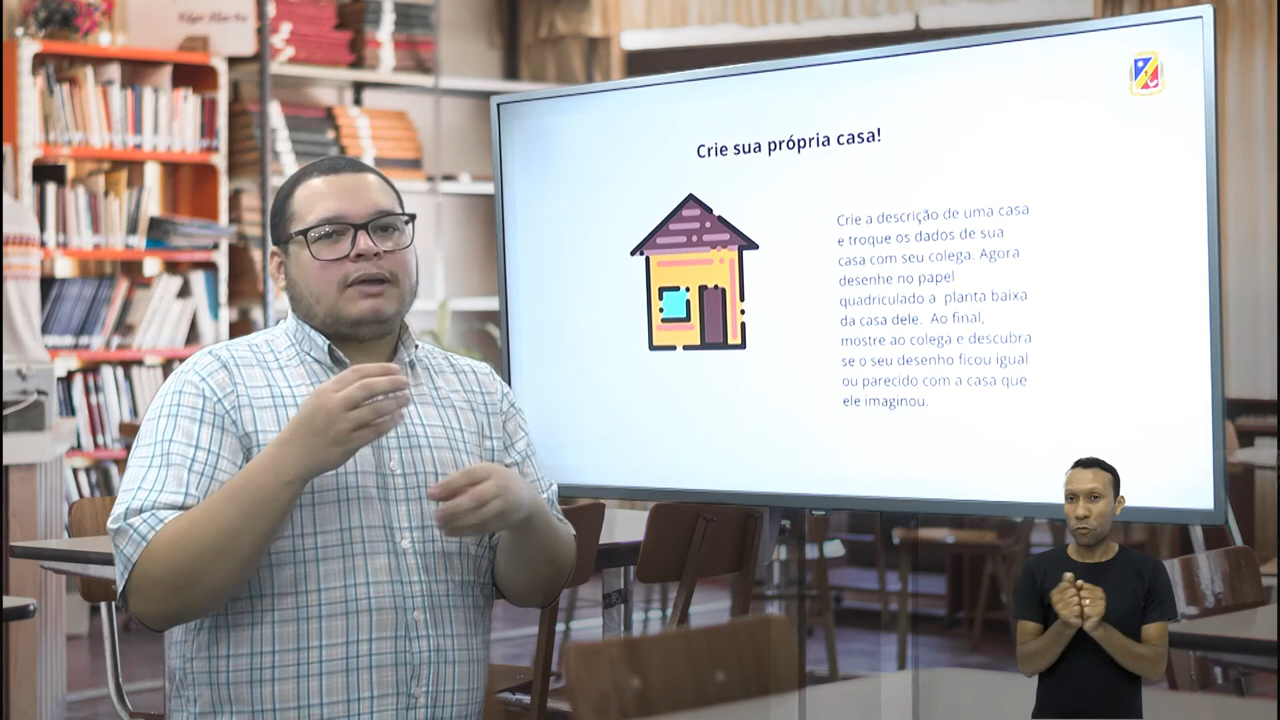 Crie sua própria casa!
Crie a descrição de uma casa
e troque os dados de sua
casa com seu colega. Agora
desenhe no papel
quadriculado a planta baixa
da casa dele. Ao final,
mostre ao colega e descubra
se o seu desenho ficou igual
ou parecido com a casa que
ele imaginou.